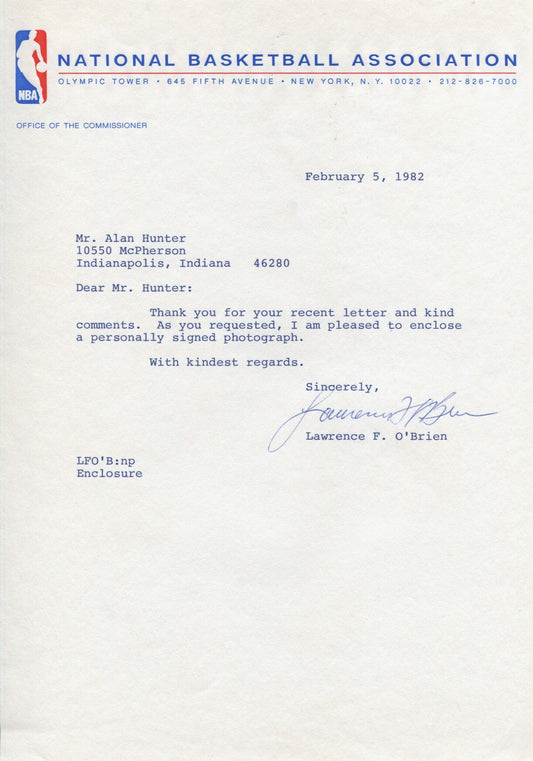 NBA
NATIONAL BASKETBALL ASSOCIATION
OLYMPIC TOWER • 645 FIFTH AVENUE • NEW YORK, N. Y. 10022 • 212-826-7000
OFFICE OF THE COMMISSIONER
February 5, 1982
Mr. Alan Hunter
10550 McPherson
Indianapolis, Indiana 46280
Dear Mr. Hunter:
Thank you for your recent letter and kind
comments. As you requested, I am pleased to enclose
a personally signed photograph.
With kindest regards.
Sincerely,
Lawrence F O'Brien
Lawrence F. O'Brien
LFO'B:np
Enclosure